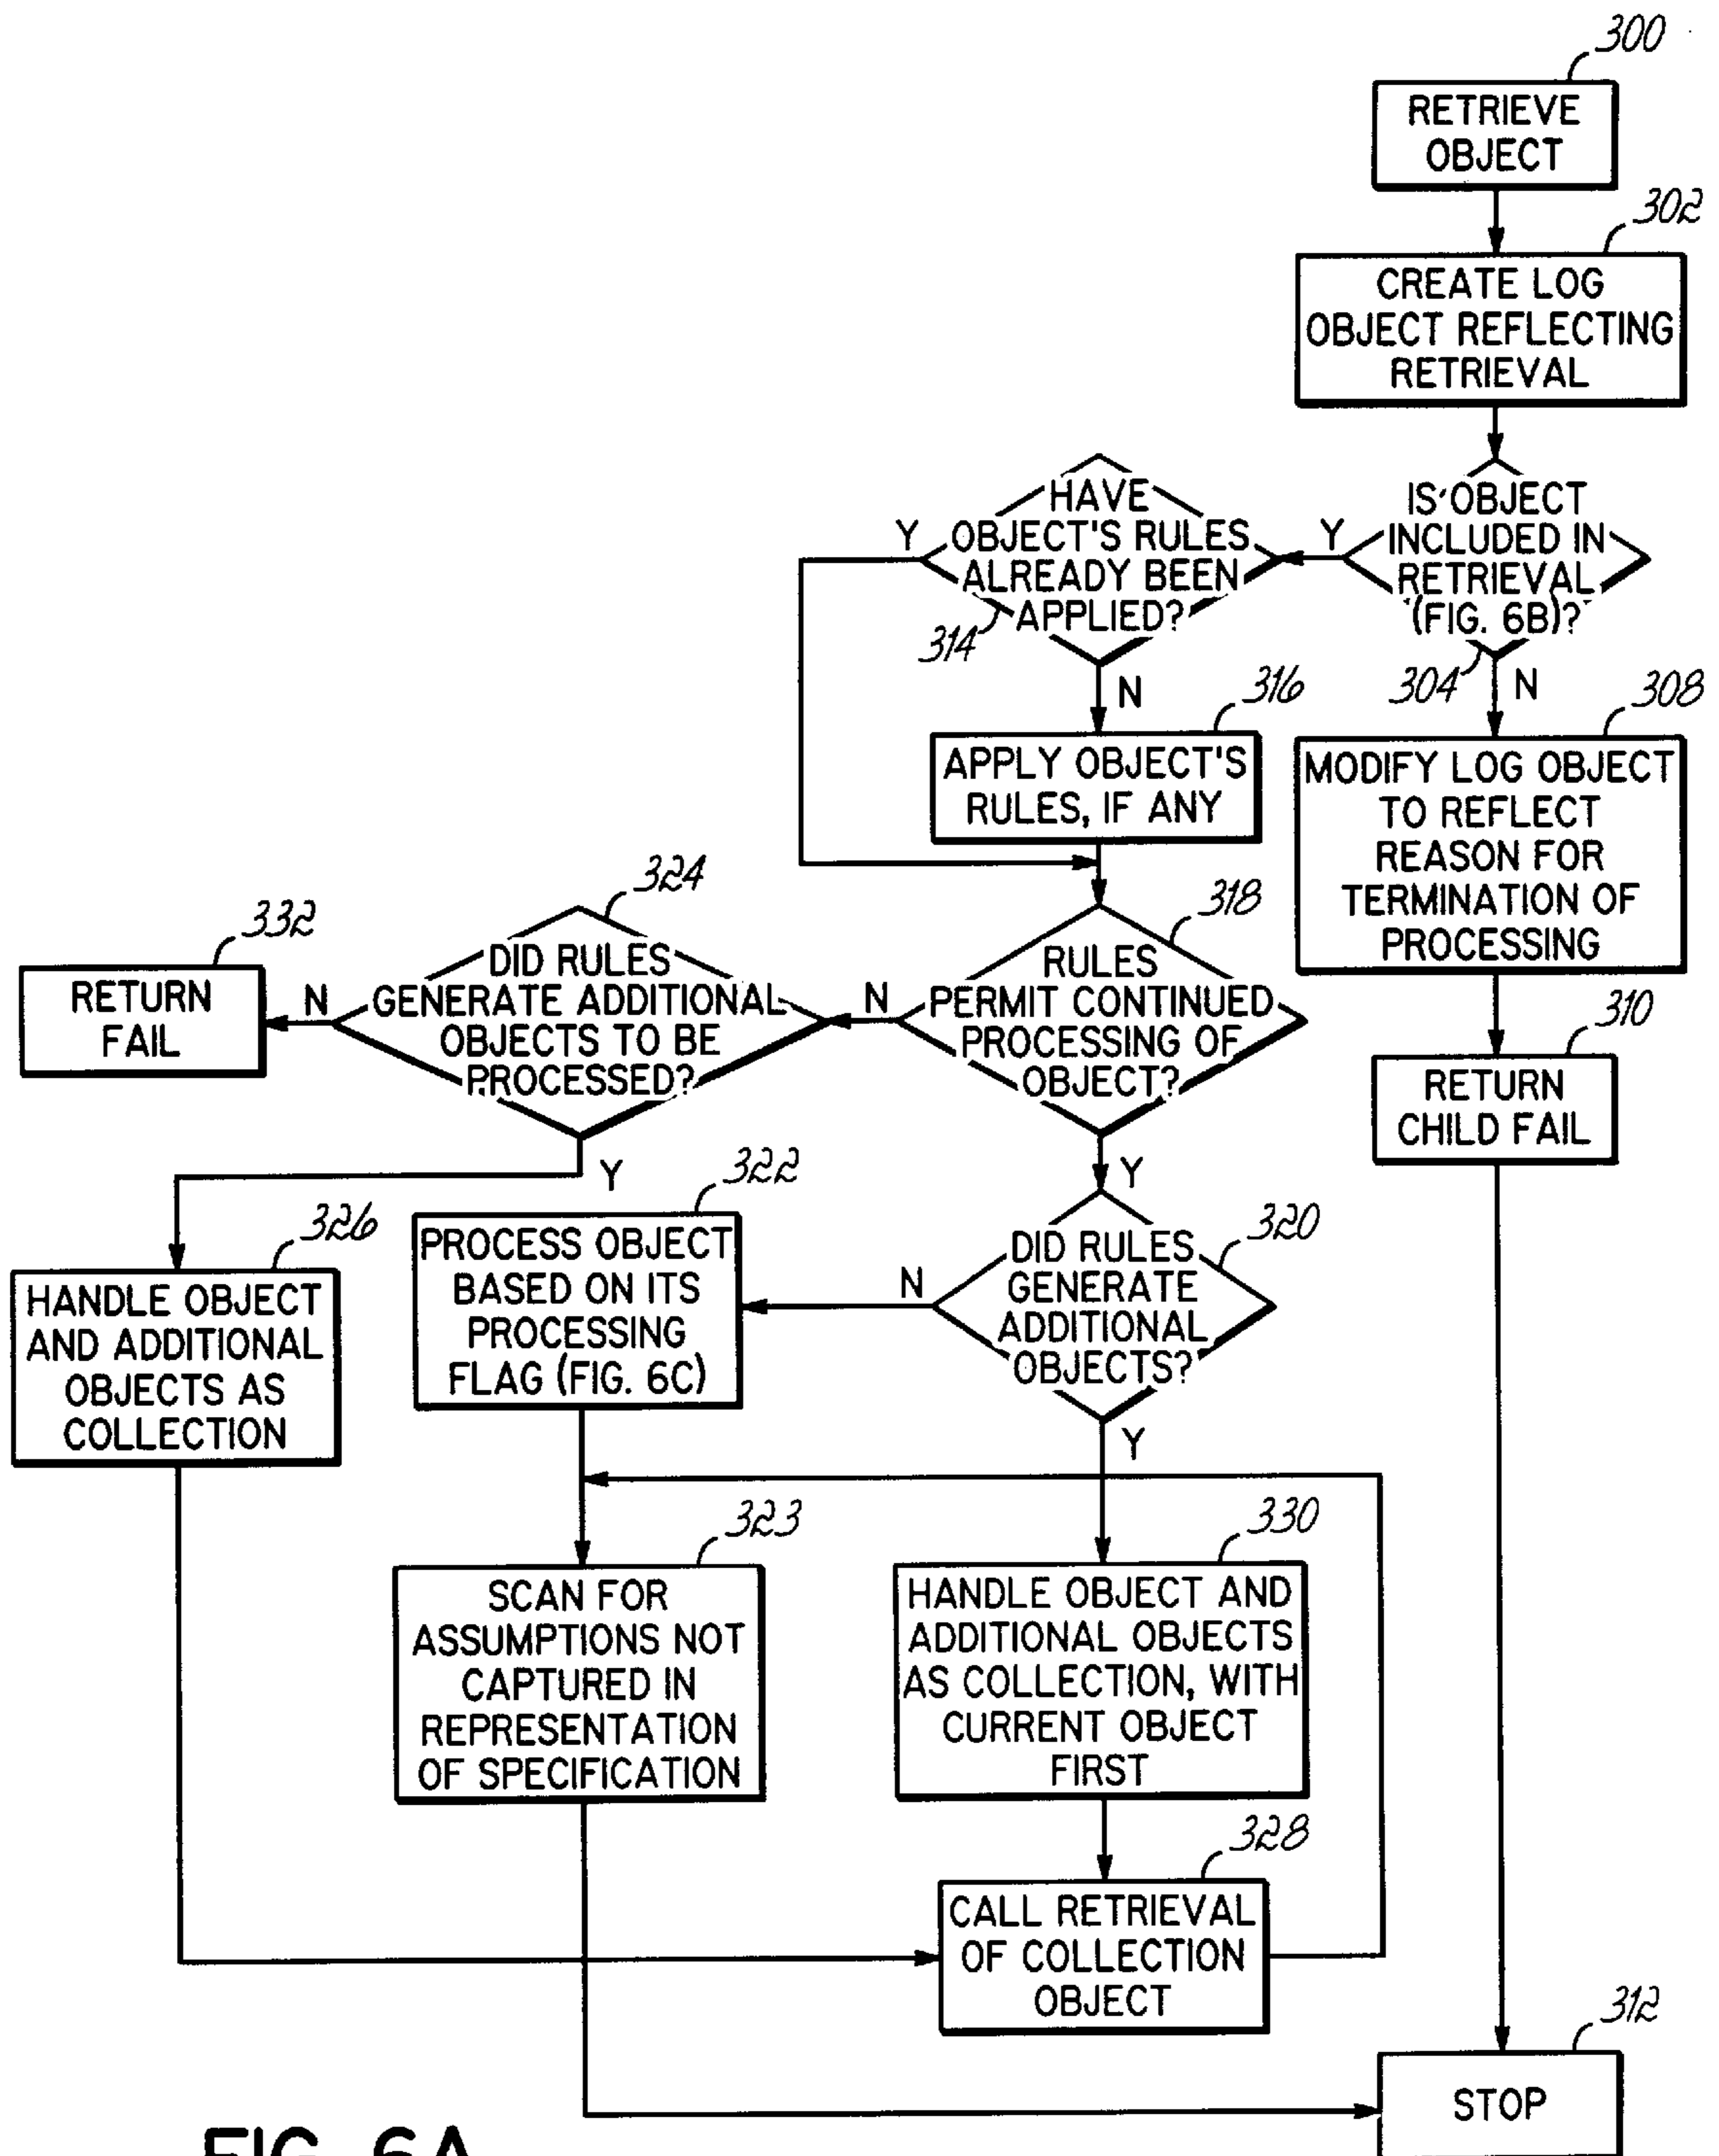 300
RETRIEVE
OBJECT
302
CREATE LOG
OBJECT REFLECTING
RETRIEVAL
IS OBJECT
INCLUDED IN
RETRIEVAL
(FIG. 6B)?
304
Y
N
HAVE
OBJECT'S RULES
ALREADY BEEN
APPLIED?
314
Y
N
316
APPLY OBJECT'S
RULES, IF ANY
308
MODIFY LOG OBJECT
TO REFLECT
REASON FOR
TERMINATION OF
PROCESSING
310
RETURN
CHILD FAIL
318
RULES
PERMIT CONTINUED
PROCESSING OF
OBJECT?
N
Y
324
DID RULES
GENERATE ADDITIONAL
OBJECTS TO BE
PROCESSED?
N
Y
332
RETURN
FAIL
326
HANDLE OBJECT
AND ADDITIONAL
OBJECTS AS
COLLECTION
322
PROCESS OBJECT
BASED ON ITS
PROCESSING
FLAG (FIG. 6C)
320
DID RULES
GENERATE
ADDITIONAL
OBJECTS?
N
Y
323
SCAN FOR
ASSUMPTIONS NOT
CAPTURED IN
REPRESENTATION
OF SPECIFICATION
330
HANDLE OBJECT AND
ADDITIONAL OBJECTS
AS COLLECTION, WITH
CURRENT OBJECT
FIRST
328
CALL RETRIEVAL
OF COLLECTION
OBJECT
312
STOP
FIG. 6A